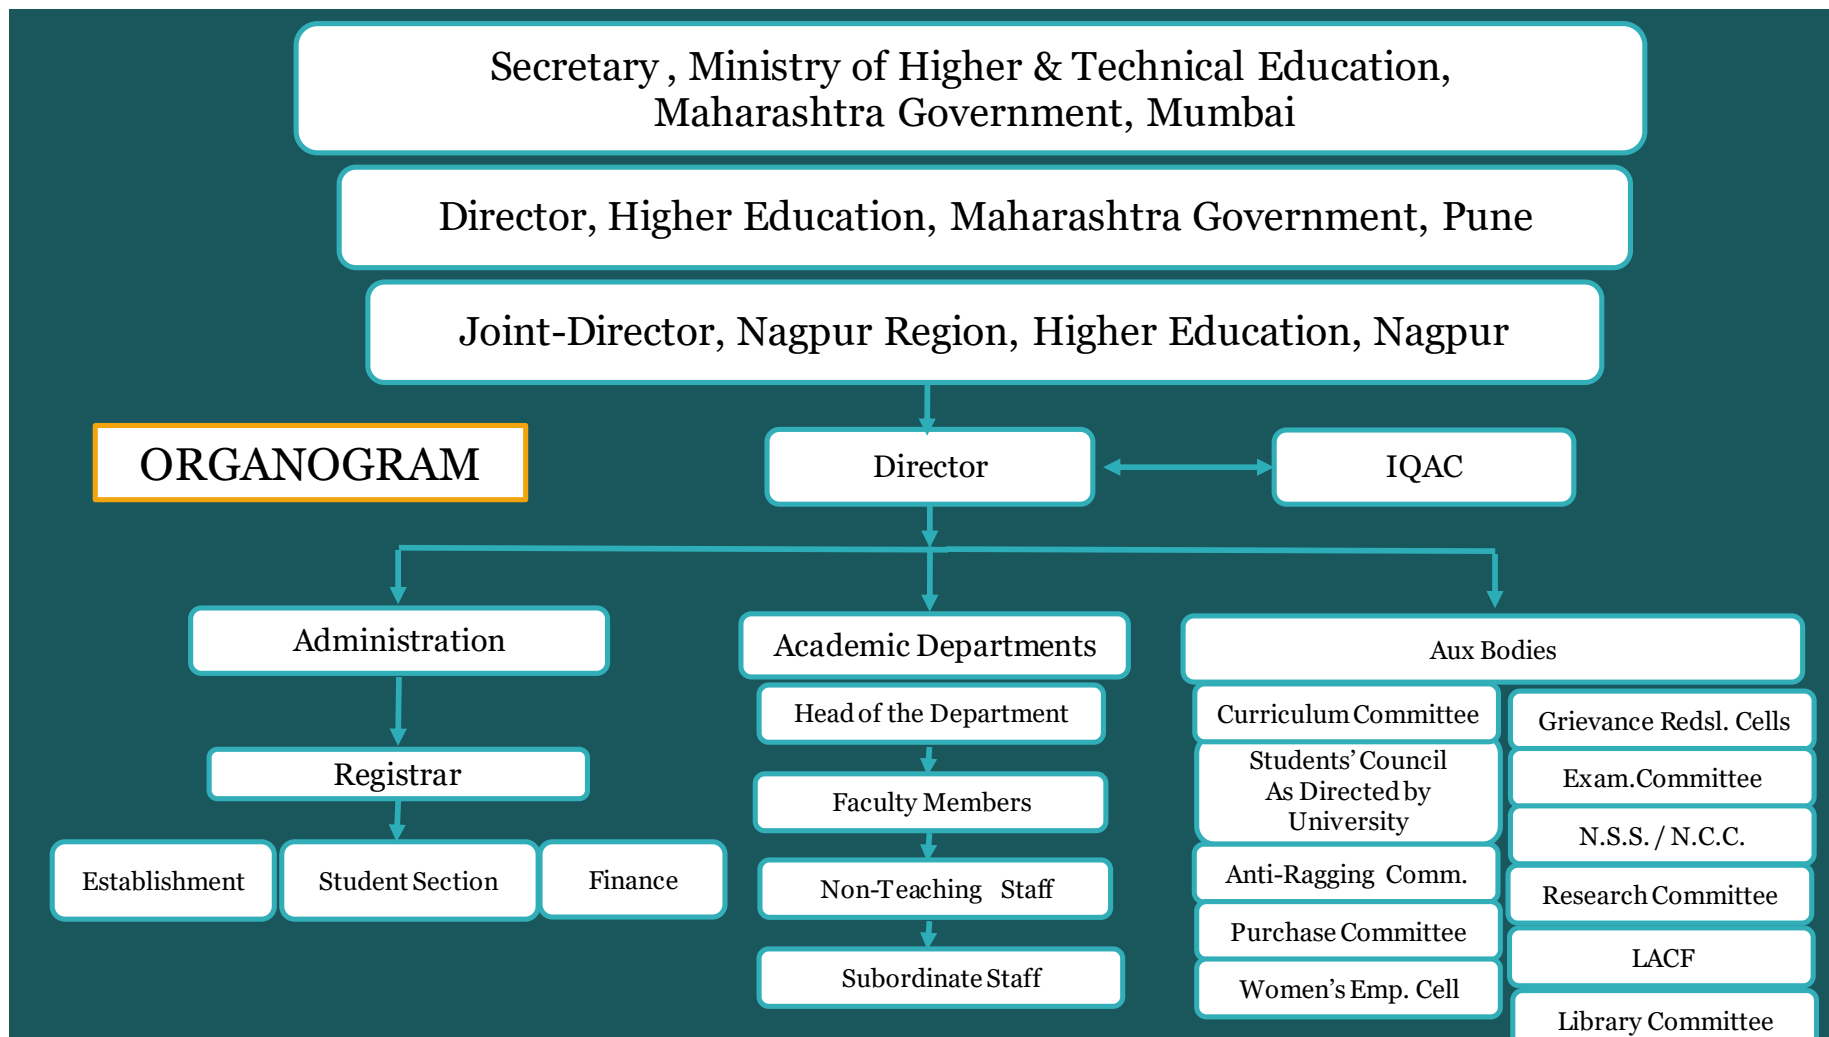 Secretary , Ministry of Higher & Technical Education,
Maharashtra Government, Mumbai
Director, Higher Education, Maharashtra Government, Pune
Joint-Director, Nagpur Region, Higher Education, Nagpur
ORGANOGRAM
Director
IQAC
Administration
Registrar
Establishment
Student Section
Finance
Academic Departments
Head of the Department
Faculty Members
Non-Teaching Staff
Subordinate Staff
Aux Bodies
Curriculum Committee
Students’ Council
As Directed by
University
Anti-Ragging Comm.
Purchase Committee
Women’s Emp. Cell
Grievance Redsl. Cells
Exam.Committee
N.S.S. / N.C.C.
Research Committee
LACF
Library Committee